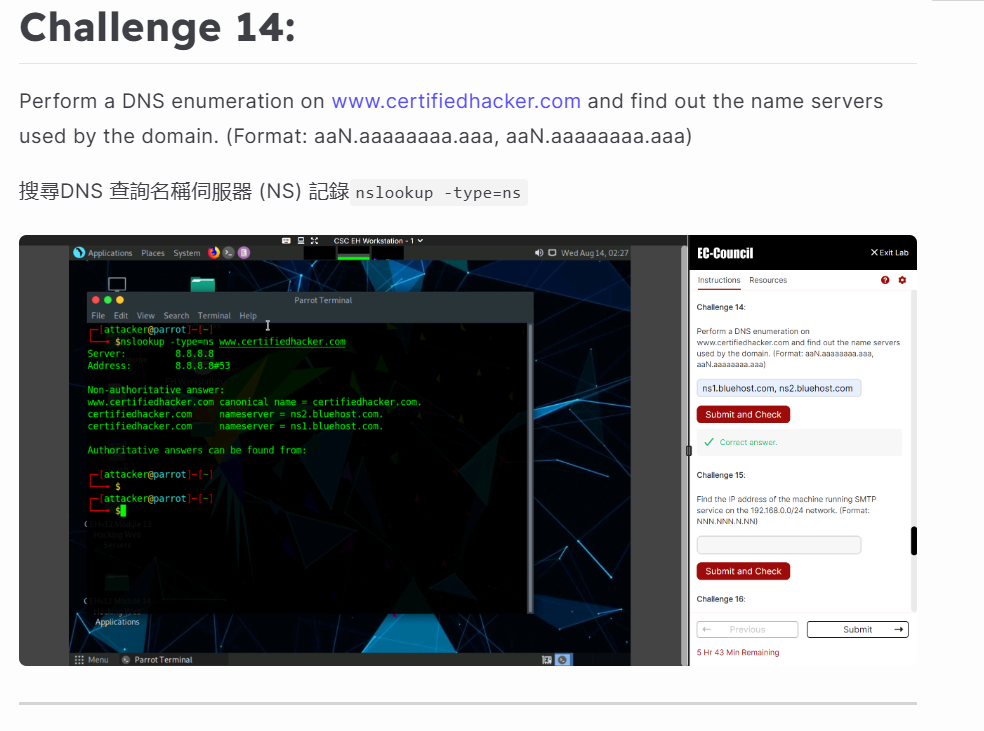 Challenge 14:
Perform a DNS enumeration on www.certifiedhacker.com and find out the name servers
used by the domain. (Format: aaN.aaaaaaaa.aaa, aaN.aaaaaaaa.aaa)
搜尋DNS 查詢名稱伺服器 (NS) 記錄 nslookup -type=ns
CSC EH Workstation - 1
Applications Places System
Wed Aug 14, 02:27
Parrot Terminal
File Edit View Search Terminal Help
┌─[attacker@parrot]─[~]
└──╼ $nslookup -type=ns www.certifiedhacker.com
Server: 8.8.8.8
Address: 8.8.8.8#53
Non-authoritative answer:
www.certifiedhacker.com canonical name = certifiedhacker.com.
certifiedhacker.com nameserver = ns2.bluehost.com.
certifiedhacker.com nameserver = ns1.bluehost.com.
Authoritative answers can be found from:
┌─[attacker@parrot]─[~]
└──╼ $
┌─[attacker@parrot]─[~]
└──╼ $
Applications
Menu Parrot Terminal
EC-Council
Exit Lab
Instructions Resources
Challenge 14:
Perform a DNS enumeration on
www.certifiedhacker.com and find out the name servers
used by the domain. (Format: aaN.aaaaaaaa.aaa,
aaN.aaaaaaaa.aaa)
ns1.bluehost.com, ns2.bluehost.com
Submit and Check
Correct answer.
Challenge 15:
Find the IP address of the machine running SMTP
service on the 192.168.0.0/24 network. (Format:
NNN.NNN.N.NN)
Submit and Check
Challenge 16:
← Previous
Submit →
5 Hr 43 Min Remaining